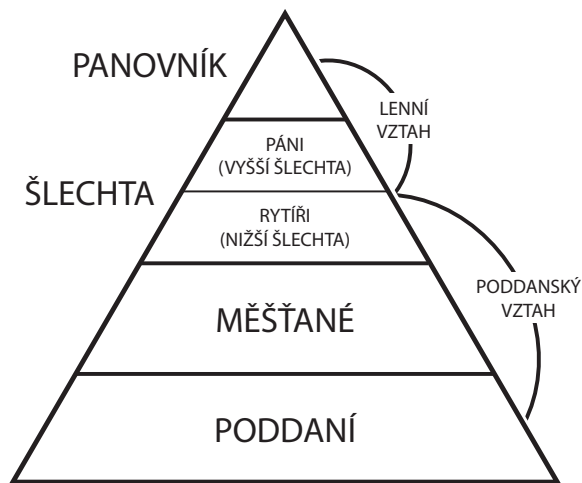 PANOVNÍK
LENNÍ
VZTAH
PÁNI
(VYŠŠÍ ŠLECHTA)
ŠLECHTA
RYTÍŘI
(NIŽŠÍ ŠLECHTA)
PODDANSKÝ
VZTAH
MĚŠŤANÉ
PODDANÍ